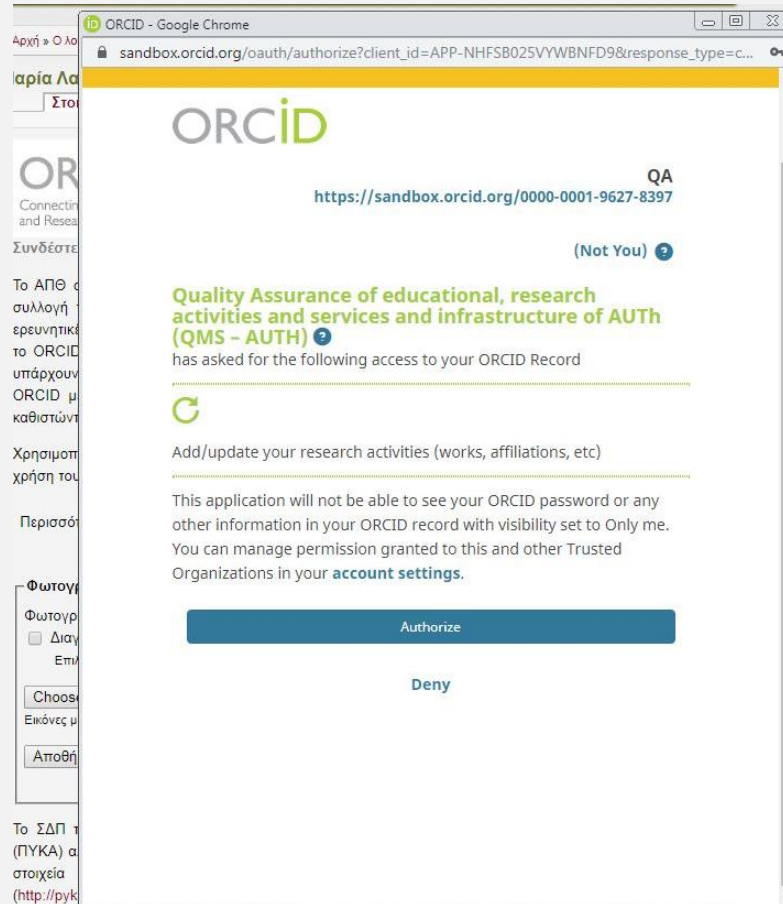 ORCID - Google Chrome
sandbox.orcid.org/oauth/authorize?client_id=APP-NHFSB025VYWBNFD9&response_type=c...
Αρχή » Ο λο
αρία Λα
Στοι
OR
Connectin
and Resea
Συνδέστε
Το ΑΠΘ
συλλογή
ερευνητικέ
το ORCID
υπάρχουν
ORCID μ
καθιστώντ
Χρησιμοπ
χρήση του
Περισσότ
Φωτογρ
Φωτογρ
Διαγ
Επιλ
Choose
Εικόνες μ
Αποθή
Το ΣΔΠ τ
(ΠΥΚΑ) α
στοιχεία
(http://pyk
ORCID
QA
https://sandbox.orcid.org/0000-0001-9627-8397
(Not You) ?
Quality Assurance of educational, research
activities and services and infrastructure of AUTh
(QMS – AUTH) ?
has asked for the following access to your ORCID Record
Add/update your research activities (works, affiliations, etc)
This application will not be able to see your ORCID password or any
other information in your ORCID record with visibility set to Only me.
You can manage permission granted to this and other Trusted
Organizations in your account settings.
Authorize
Deny